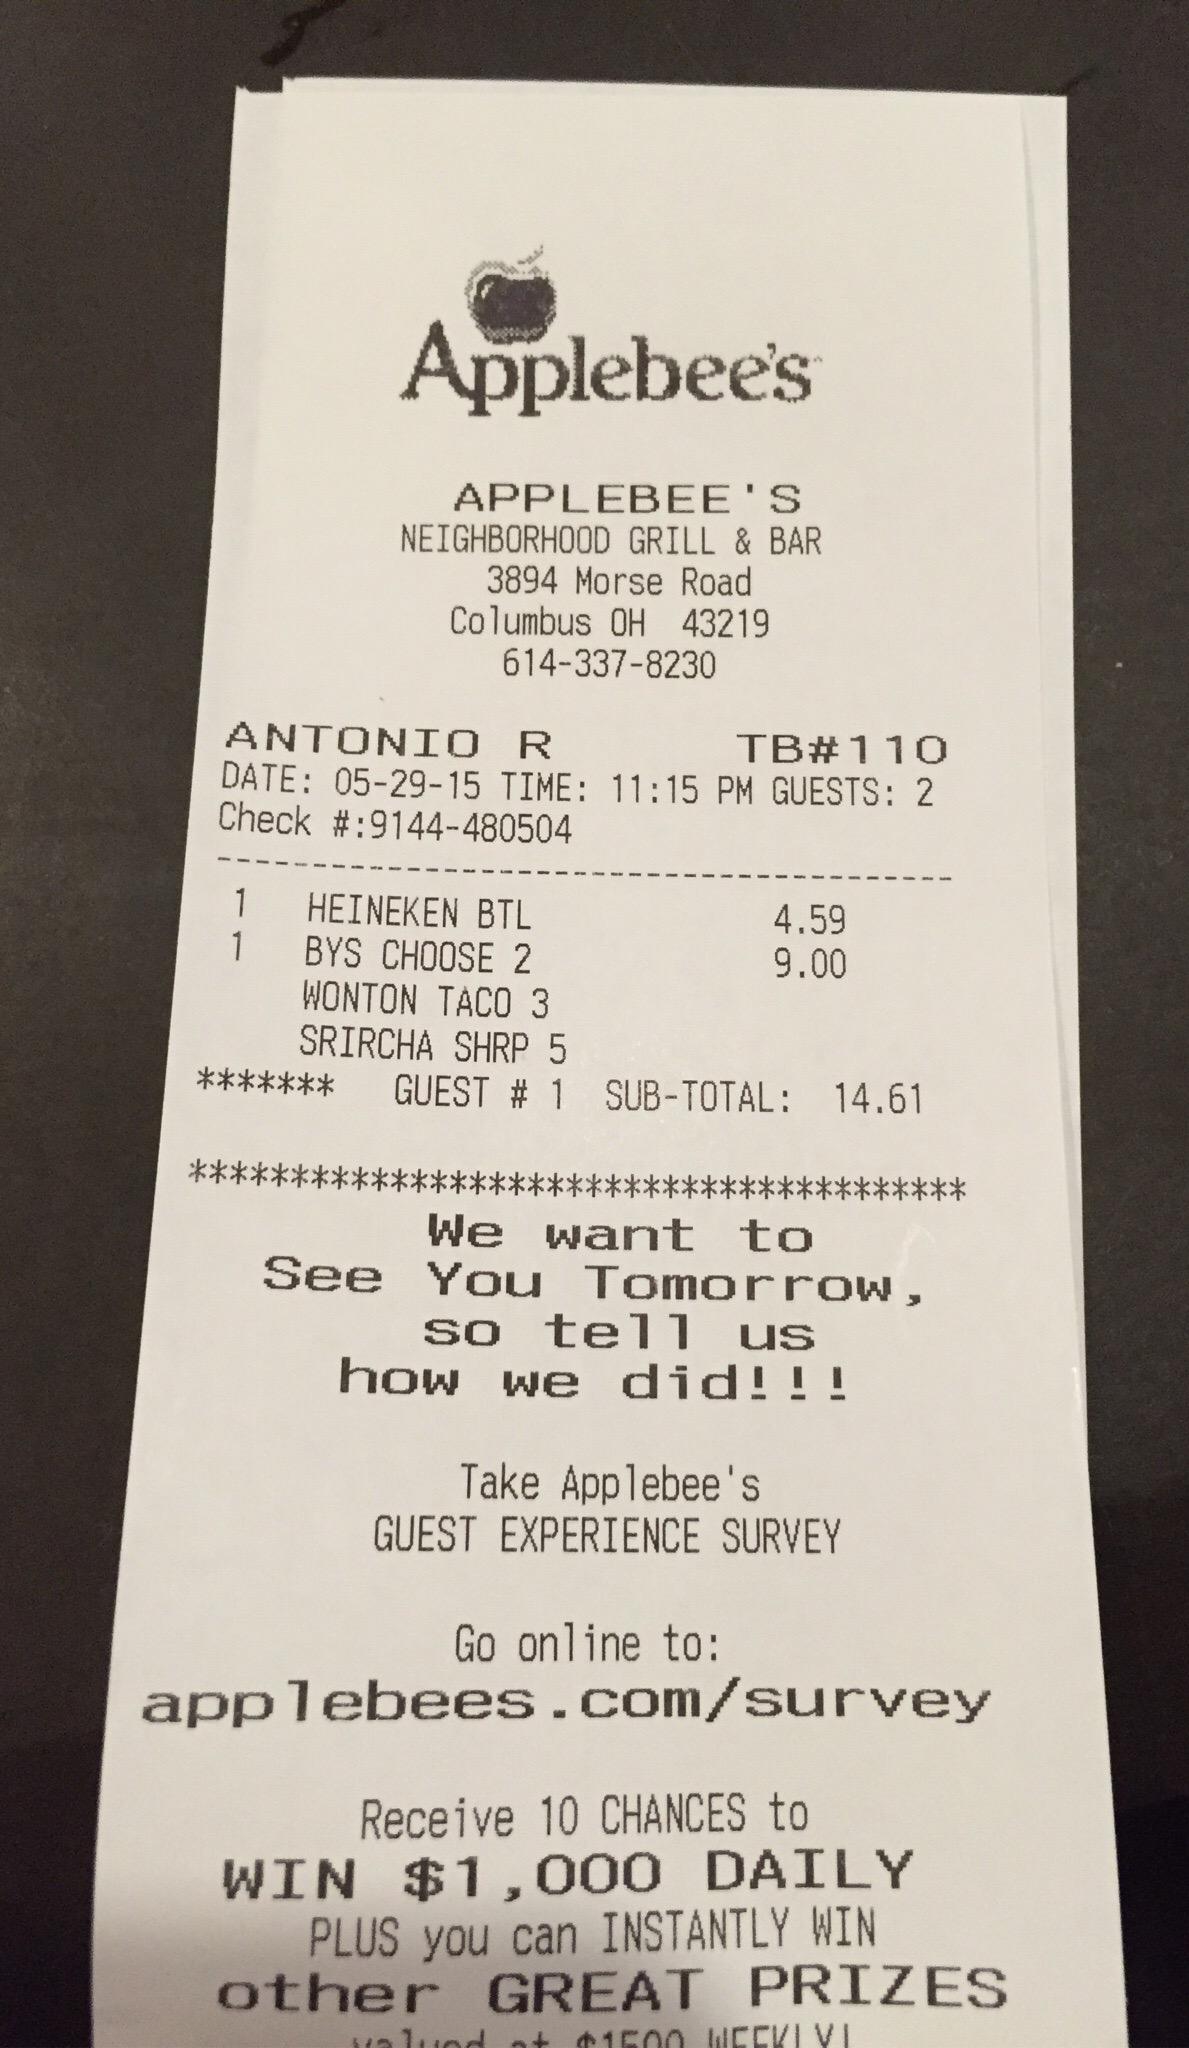 Applebee's
APPLEBEE'S
NEIGHBORHOOD GRILL & BAR
3894 Morse Road
Columbus OH 43219
614-337-8230
ANTONIO R TB#110
DATE: 05-29-15 TIME: 11:15 PM GUESTS: 2
Check #:9144-480504
---------------------------------------
1 HEINEKEN BTL 4.59
1 BYS CHOOSE 2 9.00
WONTON TACO 3
SRIRCHA SHRP 5
******* GUEST # 1 SUB-TOTAL: 14.61
****************************************
We want to
See You Tomorrow,
so tell us
how we did!!!
Take Applebee's
GUEST EXPERIENCE SURVEY
Go online to:
applebees.com/survey
Receive 10 CHANCES to
WIN $1,000 DAILY
PLUS you can INSTANTLY WIN
other GREAT PRIZES
valued at $1500 WEEKLY!